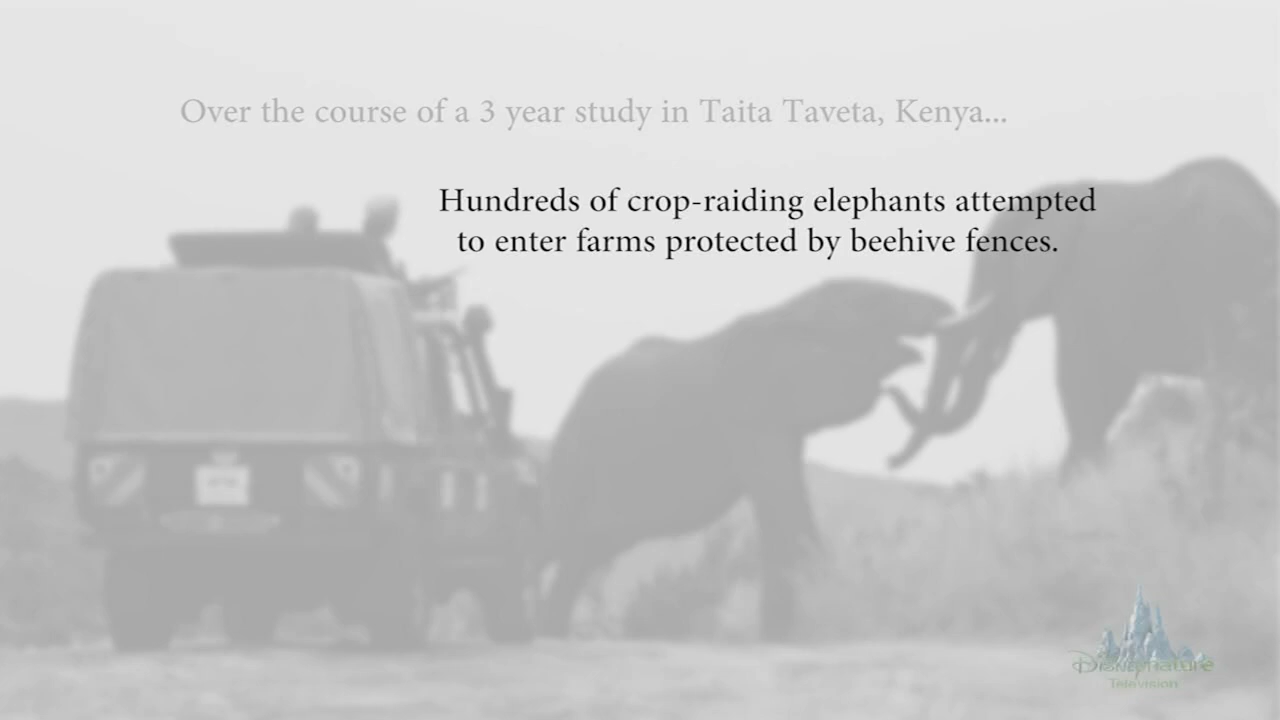 Over the course of a 3 year study in Taita Taveta, Kenya...
Hundreds of crop-raiding elephants attempted
to enter farms protected by beehive fences.
Disneynature
Television